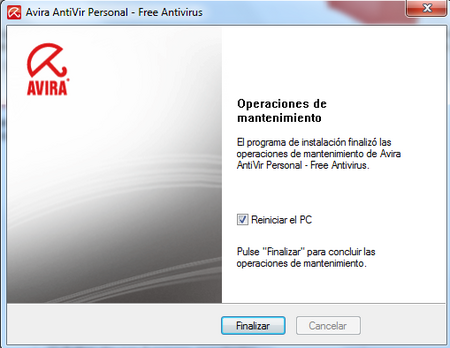 Avira AntiVir Personal - Free Antivirus
AVIRA
Operaciones de
mantenimiento
El programa de instalación finalizó las
operaciones de mantenimiento de Avira
AntiVir Personal - Free Antivirus.
Reiniciar el PC
Pulse "Finalizar" para concluir las
operaciones de mantenimiento.
Finalizar
Cancelar